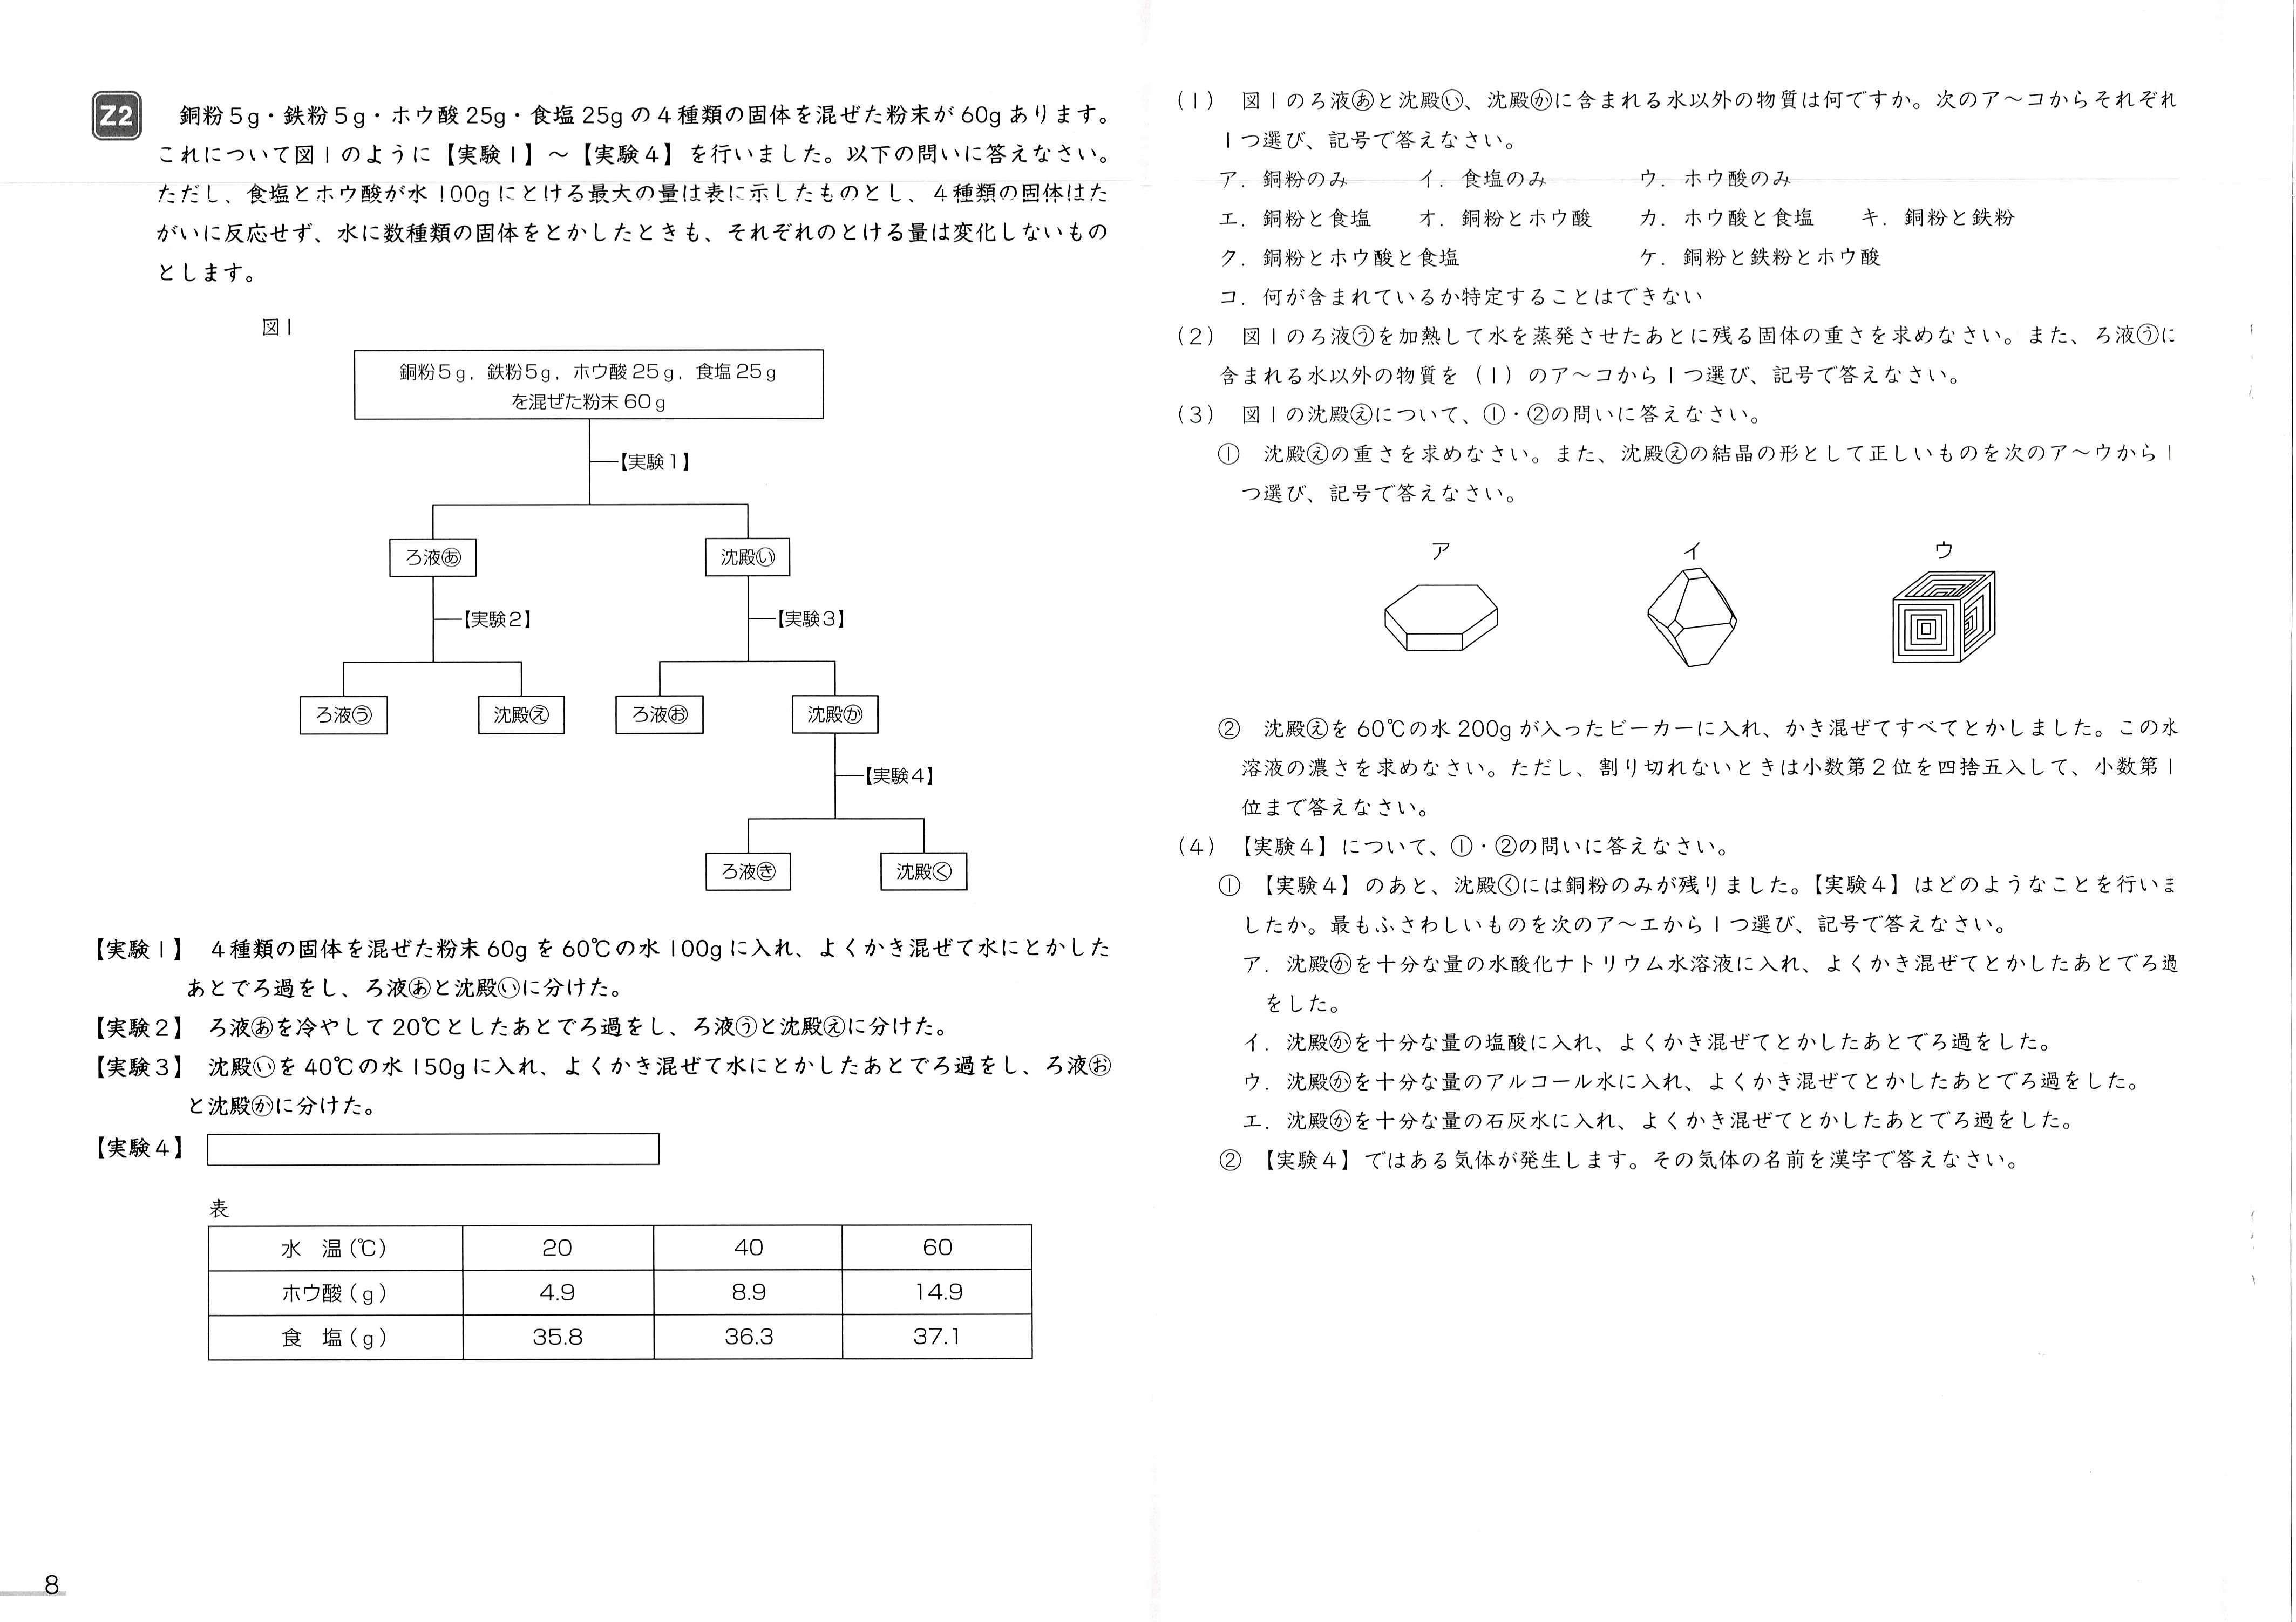 Z2 銅粉5g・鉄粉5g・ホウ酸25g・食塩25gの4種類の固体を混ぜた粉末が60gあります。
これについて図1のように【実験1】～【実験4】を行いました。以下の問いに答えなさい。
ただし、食塩とホウ酸が水100gにとける最大の量は表に示したものとし、4種類の固体はた
がいに反応せず、水に数種類の固体をとかしたときも、それぞれのとける量は変化しないもの
とします。
図1
銅粉5g，鉄粉5g，ホウ酸25g，食塩25g
を混ぜた粉末60g
【実験1】
ろ液㋐あ 沈殿い
【実験2】 【実験3】
ろ液う 沈殿え ろ液お 沈殿か
【実験4】
ろ液き 沈殿く
【実験1】 4種類の固体を混ぜた粉末60gを60℃の水100gに入れ、よくかき混ぜて水にとかした
あとでろ過をし、ろ液あと沈殿いに分けた。
【実験2】 ろ液あを冷やして20℃としたあとでろ過をし、ろ液うと沈殿えに分けた。
【実験3】 沈殿いを40℃の水150gに入れ、よくかき混ぜて水にとかしたあとでろ過をし、ろ液お
と沈殿かに分けた。
【実験4】
表
水 温（℃） 20 40 60
ホウ酸（g） 4.9 8.9 14.9
食 塩（g） 35.8 36.3 37.1
8
（1） 図1のろ液あと沈殿い、沈殿かに含まれる水以外の物質は何ですか。次のア～コからそれぞれ
1つ選び、記号で答えなさい。
ア．銅粉のみ イ．食塩のみ ウ．ホウ酸のみ
エ．銅粉と食塩 オ．銅粉とホウ酸 カ．ホウ酸と食塩 キ．銅粉と鉄粉
ク．銅粉とホウ酸と食塩 ケ．銅粉と鉄粉とホウ酸
コ．何が含まれているか特定することはできない
（2） 図1のろ液うを加熱して水を蒸発させたあとに残る固体の重さを求めなさい。また、ろ液うに
含まれる水以外の物質を（1）のア～コから1つ選び、記号で答えなさい。
（3） 図1の沈殿えについて、①・②の問いに答えなさい。
① 沈殿えの重さを求めなさい。また、沈殿えの結晶の形として正しいものを次のア～ウから1
つ選び、記号で答えなさい。
ア イ ウ
② 沈殿えを60℃の水200gが入ったビーカーに入れ、かき混ぜてすべてとかしました。この水
溶液の濃さを求めなさい。ただし、割り切れないときは小数第2位を四捨五入して、小数第1
位まで答えなさい。
（4） 【実験4】について、①・②の問いに答えなさい。
① 【実験4】のあと、沈殿くには銅粉のみが残りました。【実験4】はどのようなことを行いま
したか。最もふさわしいものを次のア～エから1つ選び、記号で答えなさい。
ア．沈殿かを十分な量の水酸化ナトリウム水溶液に入れ、よくかき混ぜてとかしたあとでろ過
をした。
イ．沈殿かを十分な量の塩酸に入れ、よくかき混ぜてとかしたあとでろ過をした。
ウ．沈殿かを十分な量のアルコール水に入れ、よくかき混ぜてとかしたあとでろ過をした。
エ．沈殿かを十分な量の石灰水に入れ、よくかき混ぜてとかしたあとでろ過をした。
② 【実験4】ではある気体が発生します。その気体の名前を漢字で答えなさい。